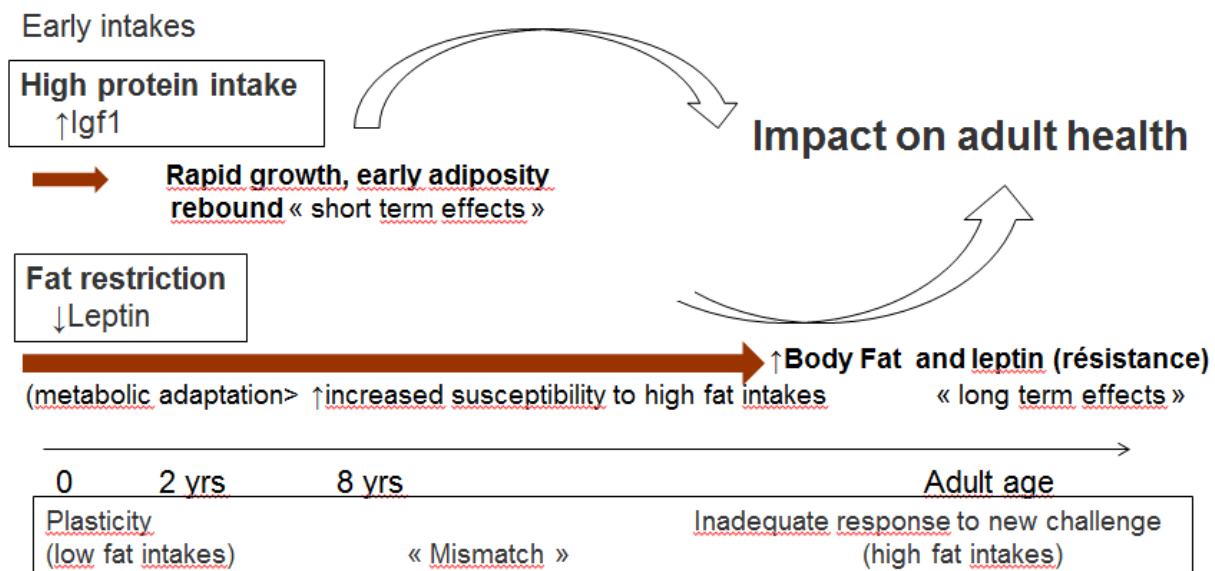 Early intakes
High protein intake
↑Igf1
Impact on adult health
Rapid growth, early adiposity
rebound « short term effects »
Fat restriction
↓Leptin
↑Body Fat and leptin (résistance)
(metabolic adaptation> ↑increased susceptibility to high fat intakes
« long term effects »
0 2 yrs 8 yrs Adult age
Plasticity Inadequate response to new challenge
(low fat intakes) « Mismatch » (high fat intakes)